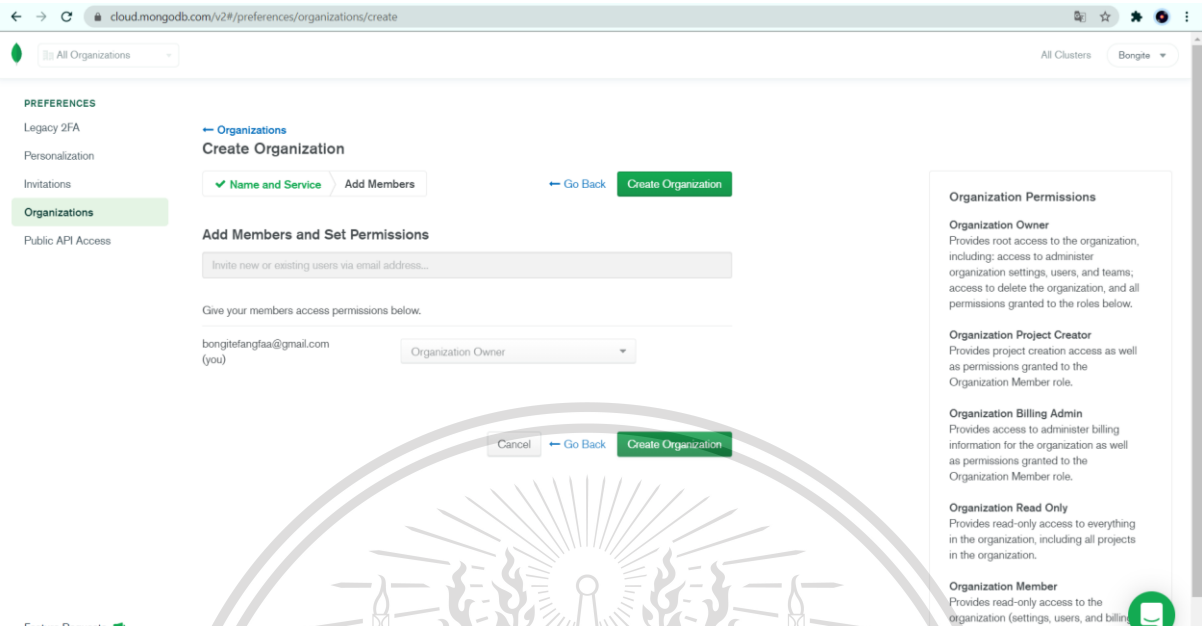 cloud.mongodb.com/v2#/preferences/organizations/create
All Organizations
All Clusters
Bongite
PREFERENCES
Legacy 2FA
Personalization
Invitations
Organizations
Public API Access
← Organizations
Create Organization
✔ Name and Service
Add Members
← Go Back
Create Organization
Add Members and Set Permissions
Invite new or existing users via email address...
Give your members access permissions below.
bongitefangfaa@gmail.com
(you)
Organization Owner
Cancel
← Go Back
Create Organization
Organization Permissions
Organization Owner
Provides root access to the organization,
including: access to administer
organization settings, users, and teams;
access to delete the organization, and all
permissions granted to the roles below.
Organization Project Creator
Provides project creation access as well
as permissions granted to the
Organization Member role.
Organization Billing Admin
Provides access to administer billing
information for the organization as well
as permissions granted to the
Organization Member role.
Organization Read Only
Provides read-only access to everything
in the organization, including all projects
in the organization.
Organization Member
Provides read-only access to the
organization (settings, users, and billing